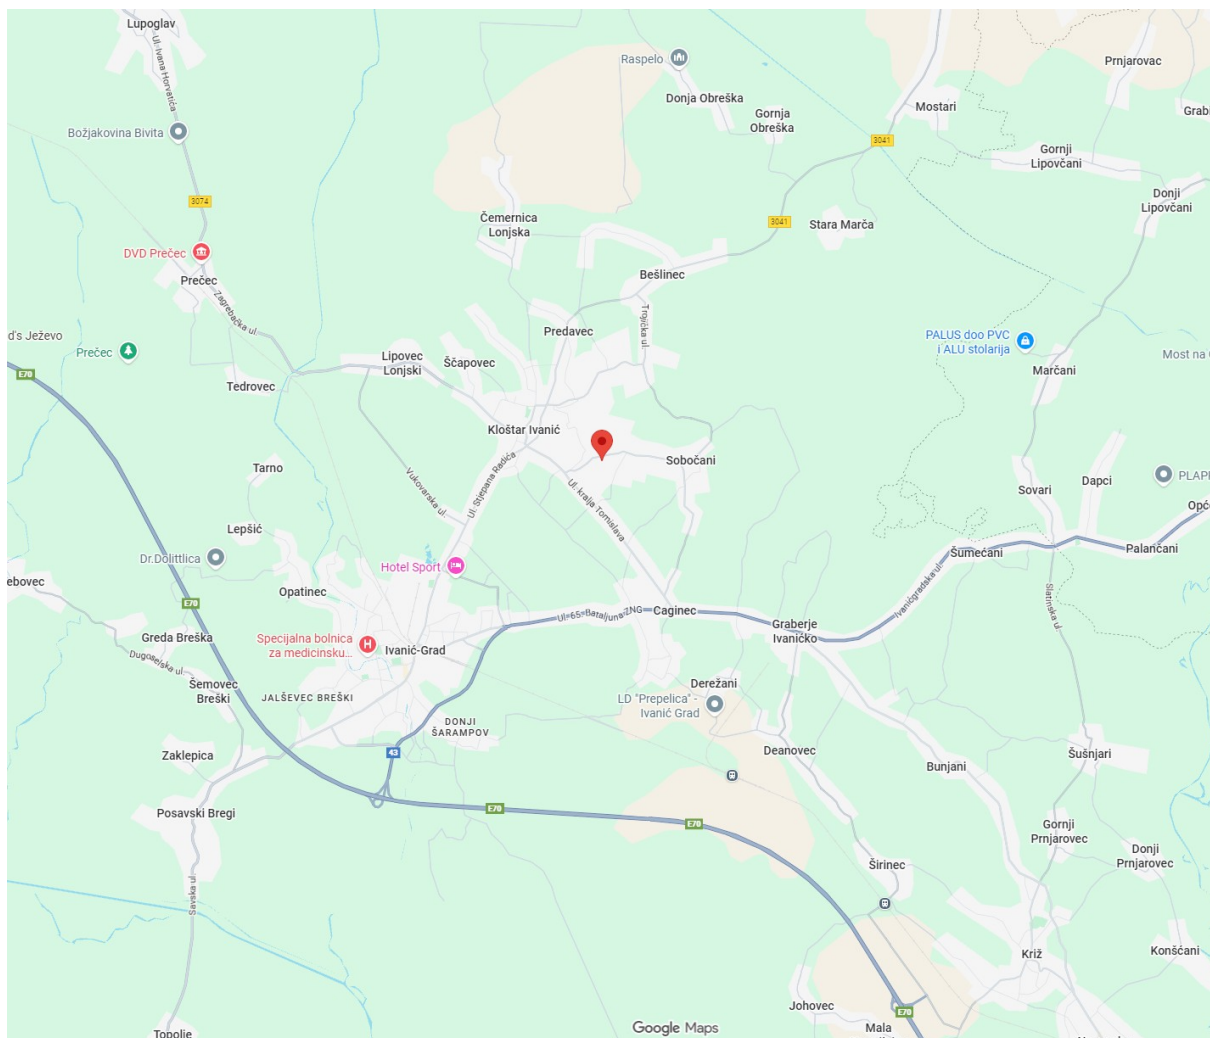 Lupoglav
Ul. Ivana Horvatića
Božjakovina Bivita
3074
DVD Prečec
Prečec
Zagrebačka ul.
d's Ježevo
Prečec
E70
Tedrovec
Raspelo
Donja Obreška
Gornja
Obreška
3041
Mostari
Prnjarovac
Gornji
Lipovčani
Donji
Lipovčani
Čemernica
Lonjska
3041
Stara Marča
Bešlinec
Trojička ul.
Predavec
Lipovec
Lonjski
Ščapovec
PALUS doo PVC
i ALU stolarija
Marčani
Most na
Kloštar Ivanić
Sobočani
Ul. Stjepana Radića
Ul. kralja Tomislava
Vukovarska ul.
Tarno
Lepšić
Dr.Dolittlica
Sovari
Dapci
Palančani
Šumećani
Ivanićgradska ul.
Slatinska ul.
Hotel Sport
Opatinec
E70
Greda Breška
Dugoselska ul.
Specijalna bolnica
za medicinsku...
Ivanić-Grad
Ul. 65. Bataljuna ZNG
Caginec
Graberje
Ivaničko
Šemovec
Breški
JALŠEVEC BREŠKI
DONJI
ŠARAMPOV
Derežani
LD "Prepelica" -
Ivanić Grad
43
Deanovec
Zaklepica
Bunjani
Šušnjari
Posavski Bregi
E70
E70
Gornji
Prnjarovec
Donji
Prnjarovec
Širinec
Savska ul.
Križ
Konšćani
Johovec
E70
Mala
Topolje
Google Maps